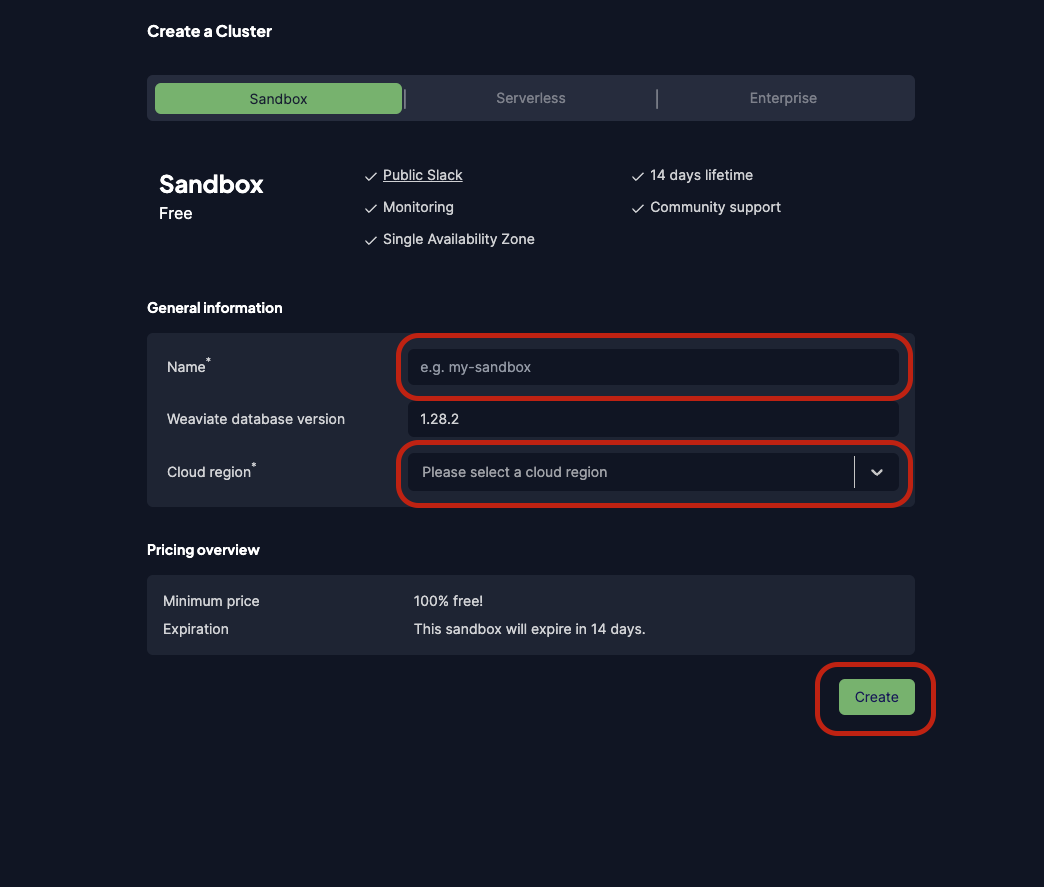 Create a Cluster
Sandbox | Serverless | Enterprise
Sandbox
Free
Public Slack
Monitoring
Single Availability Zone
14 days lifetime
Community support
General information
Name*
e.g. my-sandbox
Weaviate database version
1.28.2
Cloud region*
Please select a cloud region
Pricing overview
Minimum price
100% free!
Expiration
This sandbox will expire in 14 days.
Create